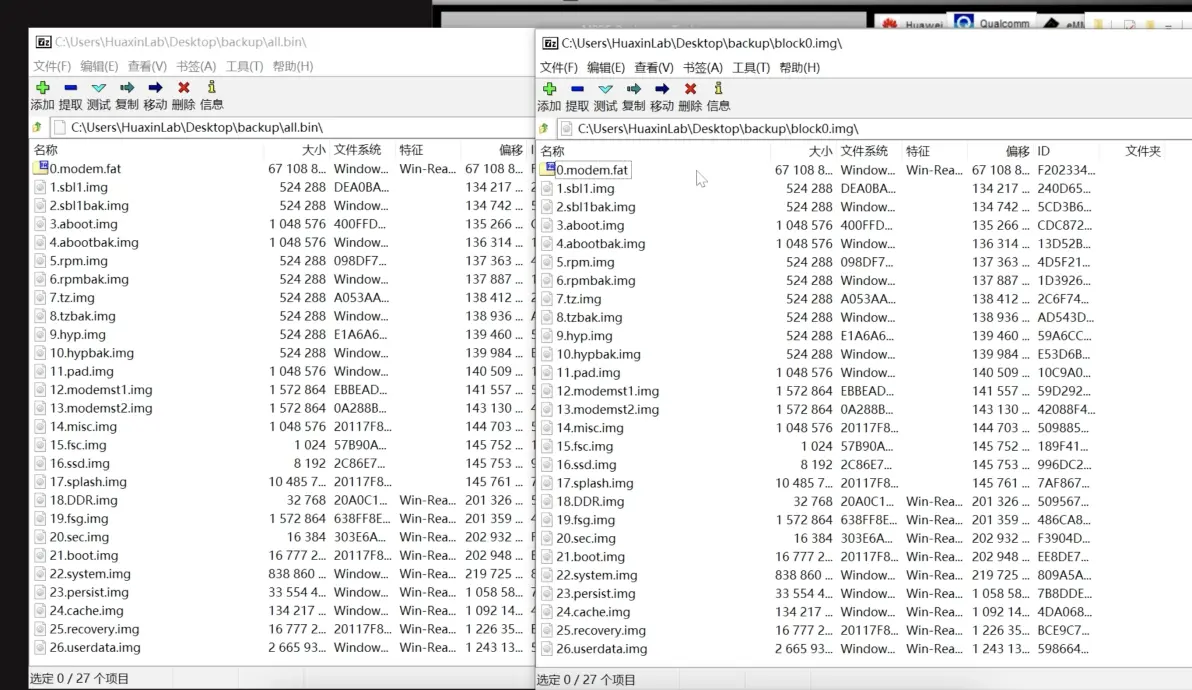 Huawei
Qualcomm
eMM
C:\Users\HuaxinLab\Desktop\backup\all.bin\
文件(F) 编辑(E) 查看(V) 书签(A) 工具(T) 帮助(H)
添加 提取 测试 复制 移动 删除 信息
C:\Users\HuaxinLab\Desktop\backup\all.bin\
名称 大小 文件系统 特征 偏移
0.modem.fat 67 108 8... Window... Win-Rea... 67 108 8...
1.sbl1.img 524 288 DEA0BA... 134 217 ...
2.sbl1bak.img 524 288 Window... 134 742 ...
3.aboot.img 1 048 576 400FFD... 135 266 ...
4.abootbak.img 1 048 576 Window... 136 314 ...
5.rpm.img 524 288 098DF7... 137 363 ...
6.rpmbak.img 524 288 Window... 137 887 ...
7.tz.img 524 288 A053AA... 138 412 ...
8.tzbak.img 524 288 Window... 138 936 ...
9.hyp.img 524 288 E1A6A6... 139 460 ...
10.hypbak.img 524 288 Window... 139 984 ...
11.pad.img 1 048 576 Window... 140 509 ...
12.modemst1.img 1 572 864 EBBEAD... 141 557 ...
13.modemst2.img 1 572 864 0A288B... 143 130 ...
14.misc.img 1 048 576 20117F8... 144 703 ...
15.fsc.img 1 024 57B90A... 145 752 ...
16.ssd.img 8 192 2C86E7... 145 753 ...
17.splash.img 10 485 7... 20117F8... 145 761 ...
18.DDR.img 32 768 20A0C1... Win-Rea... 201 326 ...
19.fsg.img 1 572 864 638FF8E... Win-Rea... 201 359 ...
20.sec.img 16 384 303E6A... Win-Rea... 202 932 ...
21.boot.img 16 777 2... 20117F8... Win-Rea... 202 948 ...
22.system.img 838 860 ... Window... Win-Rea... 219 725 ...
23.persist.img 33 554 4... Window... Win-Rea... 1 058 58...
24.cache.img 134 217 ... Window... Win-Rea... 1 092 14...
25.recovery.img 16 777 2... 20117F8... Win-Rea... 1 226 35...
26.userdata.img 2 665 93... Window... Win-Rea... 1 243 13...
选定 0 / 27 个项目
C:\Users\HuaxinLab\Desktop\backup\block0.img\
文件(F) 编辑(E) 查看(V) 书签(A) 工具(T) 帮助(H)
添加 提取 测试 复制 移动 删除 信息
C:\Users\HuaxinLab\Desktop\backup\block0.img\
名称 大小 文件系统 特征 偏移 ID 文件夹
0.modem.fat 67 108 8... Window... Win-Rea... 67 108 8... F202334...
1.sbl1.img 524 288 DEA0BA... 134 217 ... 240D65...
2.sbl1bak.img 524 288 Window... 134 742 ... 5CD3B6...
3.aboot.img 1 048 576 400FFD... 135 266 ... CDC872...
4.abootbak.img 1 048 576 Window... 136 314 ... 13D52B...
5.rpm.img 524 288 098DF7... 137 363 ... 4D5F21...
6.rpmbak.img 524 288 Window... 137 887 ... 1D3926...
7.tz.img 524 288 A053AA... 138 412 ... 2C6F74...
8.tzbak.img 524 288 Window... 138 936 ... AD543D...
9.hyp.img 524 288 E1A6A6... 139 460 ... 59A6CC...
10.hypbak.img 524 288 Window... 139 984 ... E53D6B...
11.pad.img 1 048 576 Window... 140 509 ... 10C9A0...
12.modemst1.img 1 572 864 EBBEAD... 141 557 ... 59D292...
13.modemst2.img 1 572 864 0A288B... 143 130 ... 42088F4...
14.misc.img 1 048 576 20117F8... 144 703 ... 509885...
15.fsc.img 1 024 57B90A... 145 752 ... 189F41...
16.ssd.img 8 192 2C86E7... 145 753 ... 996DC2...
17.splash.img 10 485 7... 20117F8... 145 761 ... 7AF867...
18.DDR.img 32 768 20A0C1... Win-Rea... 201 326 ... 509567...
19.fsg.img 1 572 864 638FF8E... Win-Rea... 201 359 ... 486CA8...
20.sec.img 16 384 303E6A... Win-Rea... 202 932 ... F3904D...
21.boot.img 16 777 2... 20117F8... Win-Rea... 202 948 ... EE8DE7...
22.system.img 838 860 ... Window... Win-Rea... 219 725 ... 809A5A...
23.persist.img 33 554 4... Window... Win-Rea... 1 058 58... 7B8DDE...
24.cache.img 134 217 ... Window... Win-Rea... 1 092 14... 4DA068...
25.recovery.img 16 777 2... 20117F8... Win-Rea... 1 226 35... BCE9C7...
26.userdata.img 2 665 93... Window... Win-Rea... 1 243 13... 598664...
选定 0 / 27 个项目